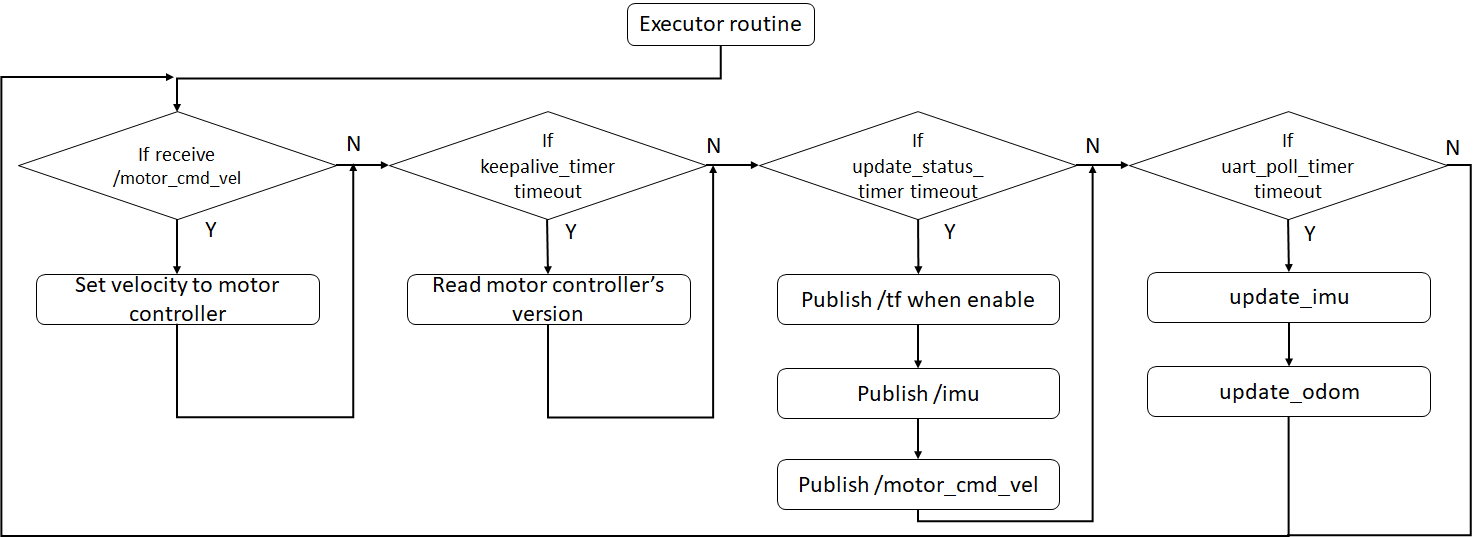 Executor routine
If receive
/motor_cmd_vel
N
Y
Set velocity to motor
controller
If
keepalive_timer
timeout
N
Y
Read motor controller's
version
If
update_status_
timer timeout
N
Y
Publish /tf when enable
Publish /imu
Publish /motor_cmd_vel
If
uart_poll_timer
timeout
N
Y
update_imu
update_odom